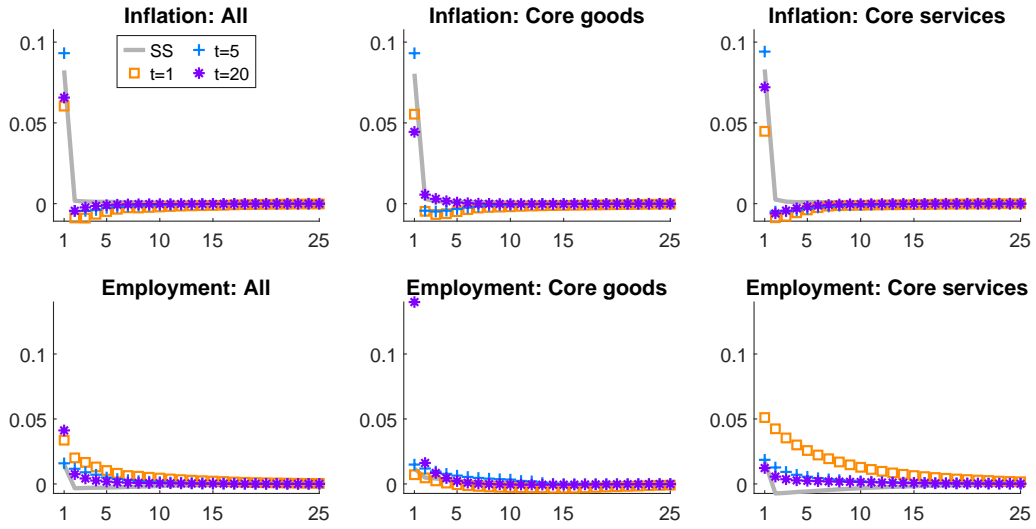 Inflation: All
Inflation: Core goods
Inflation: Core services
SS
t=5
t=1
t=20
0.1
0.05
0
1 5 10 15 25
0.1
0.05
0
1 5 10 15 25
0.1
0.05
0
1 5 10 15 25
Employment: All
Employment: Core goods
Employment: Core services
0.1
0.05
0
1 5 10 15 25
0.1
0.05
0
1 5 10 15 25
0.1
0.05
0
1 5 10 15 25